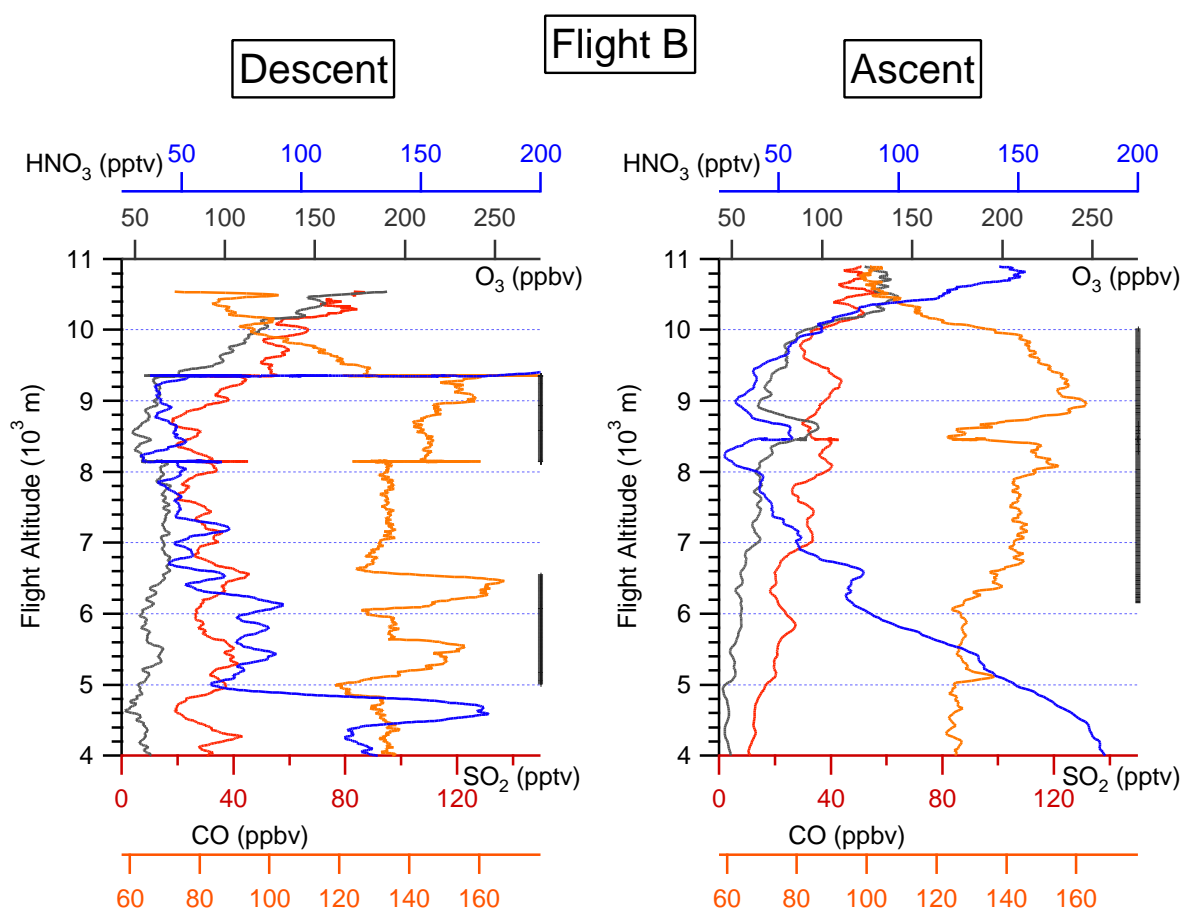 Flight B
Descent
Ascent
HNO3 (pptv)
50 100 150 200
50 100 150 200 250
O3 (ppbv)
11
10
9
8
7
6
5
4
Flight Altitude (10^3 m)
SO2 (pptv)
0 40 80 120
CO (ppbv)
60 80 100 120 140 160
HNO3 (pptv)
50 100 150 200
50 100 150 200 250
O3 (ppbv)
11
10
9
8
7
6
5
4
Flight Altitude (10^3 m)
SO2 (pptv)
0 40 80 120
CO (ppbv)
60 80 100 120 140 160